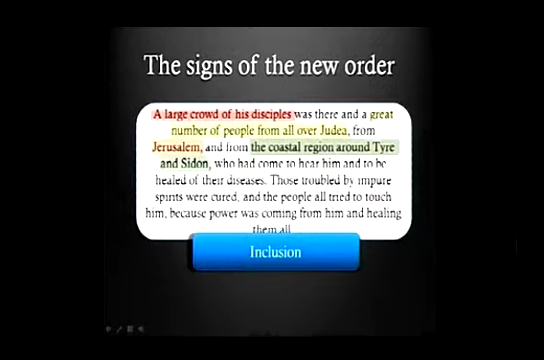 The signs of the new order
A large crowd of his disciples was there and a great
number of people from all over Judea, from
Jerusalem, and from the coastal region around Tyre
and Sidon, who had come to hear him and to be
healed of their diseases. Those troubled by impure
spirits were cured, and the people all tried to touch
him, because power was coming from him and healing
them all
Inclusion